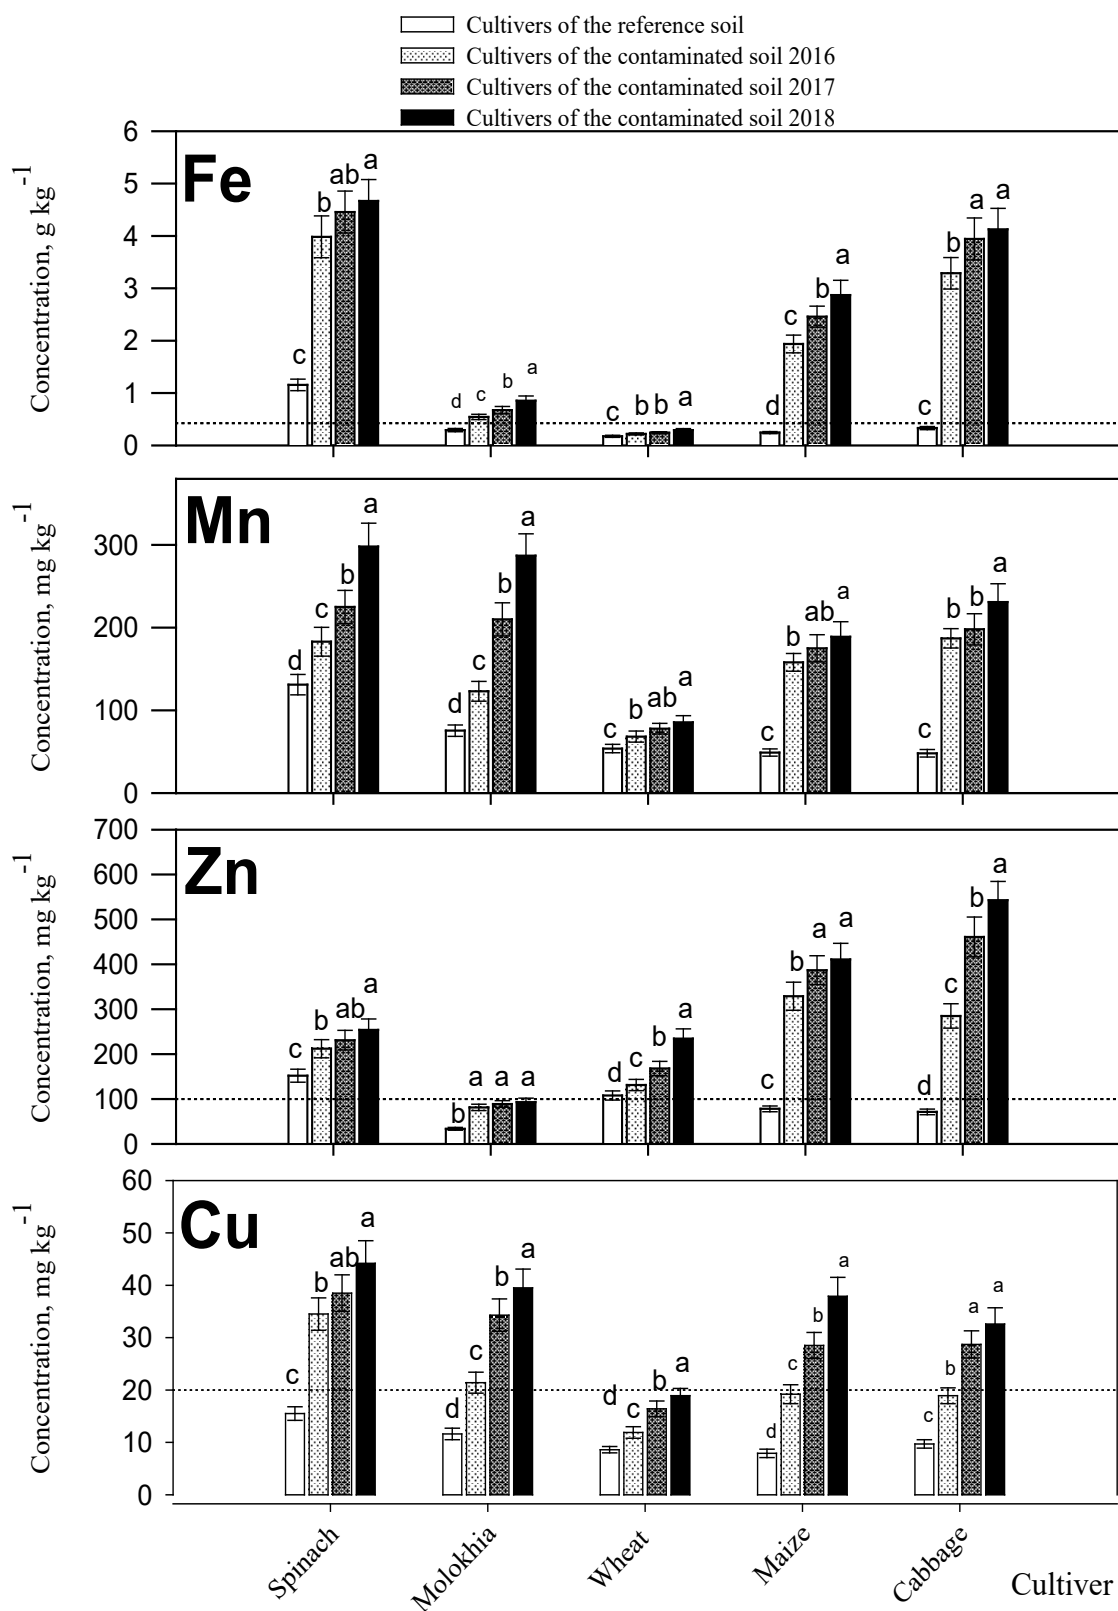 Cultivers of the reference soil
Cultivers of the contaminated soil 2016
Cultivers of the contaminated soil 2017
Cultivers of the contaminated soil 2018
Fe
Concentration, g kg⁻¹
6
5
4
3
2
1
0
c b ab a
d c b a
c b b a
d c b a
c b a a
Mn
Concentration, mg kg⁻¹
300
200
100
0
d c b a
d c b a
c b ab a
c b ab a
c b b a
Zn
Concentration, mg kg⁻¹
700
600
500
400
300
200
100
0
c b ab a
b a a a
d c b a
c b a a
d c b a
Cu
Concentration, mg kg⁻¹
60
50
40
30
20
10
0
c b ab a
d c b a
d c b a
d c b a
c b a a
Spinach
Molokhia
Wheat
Maize
Cabbage
Cultiver